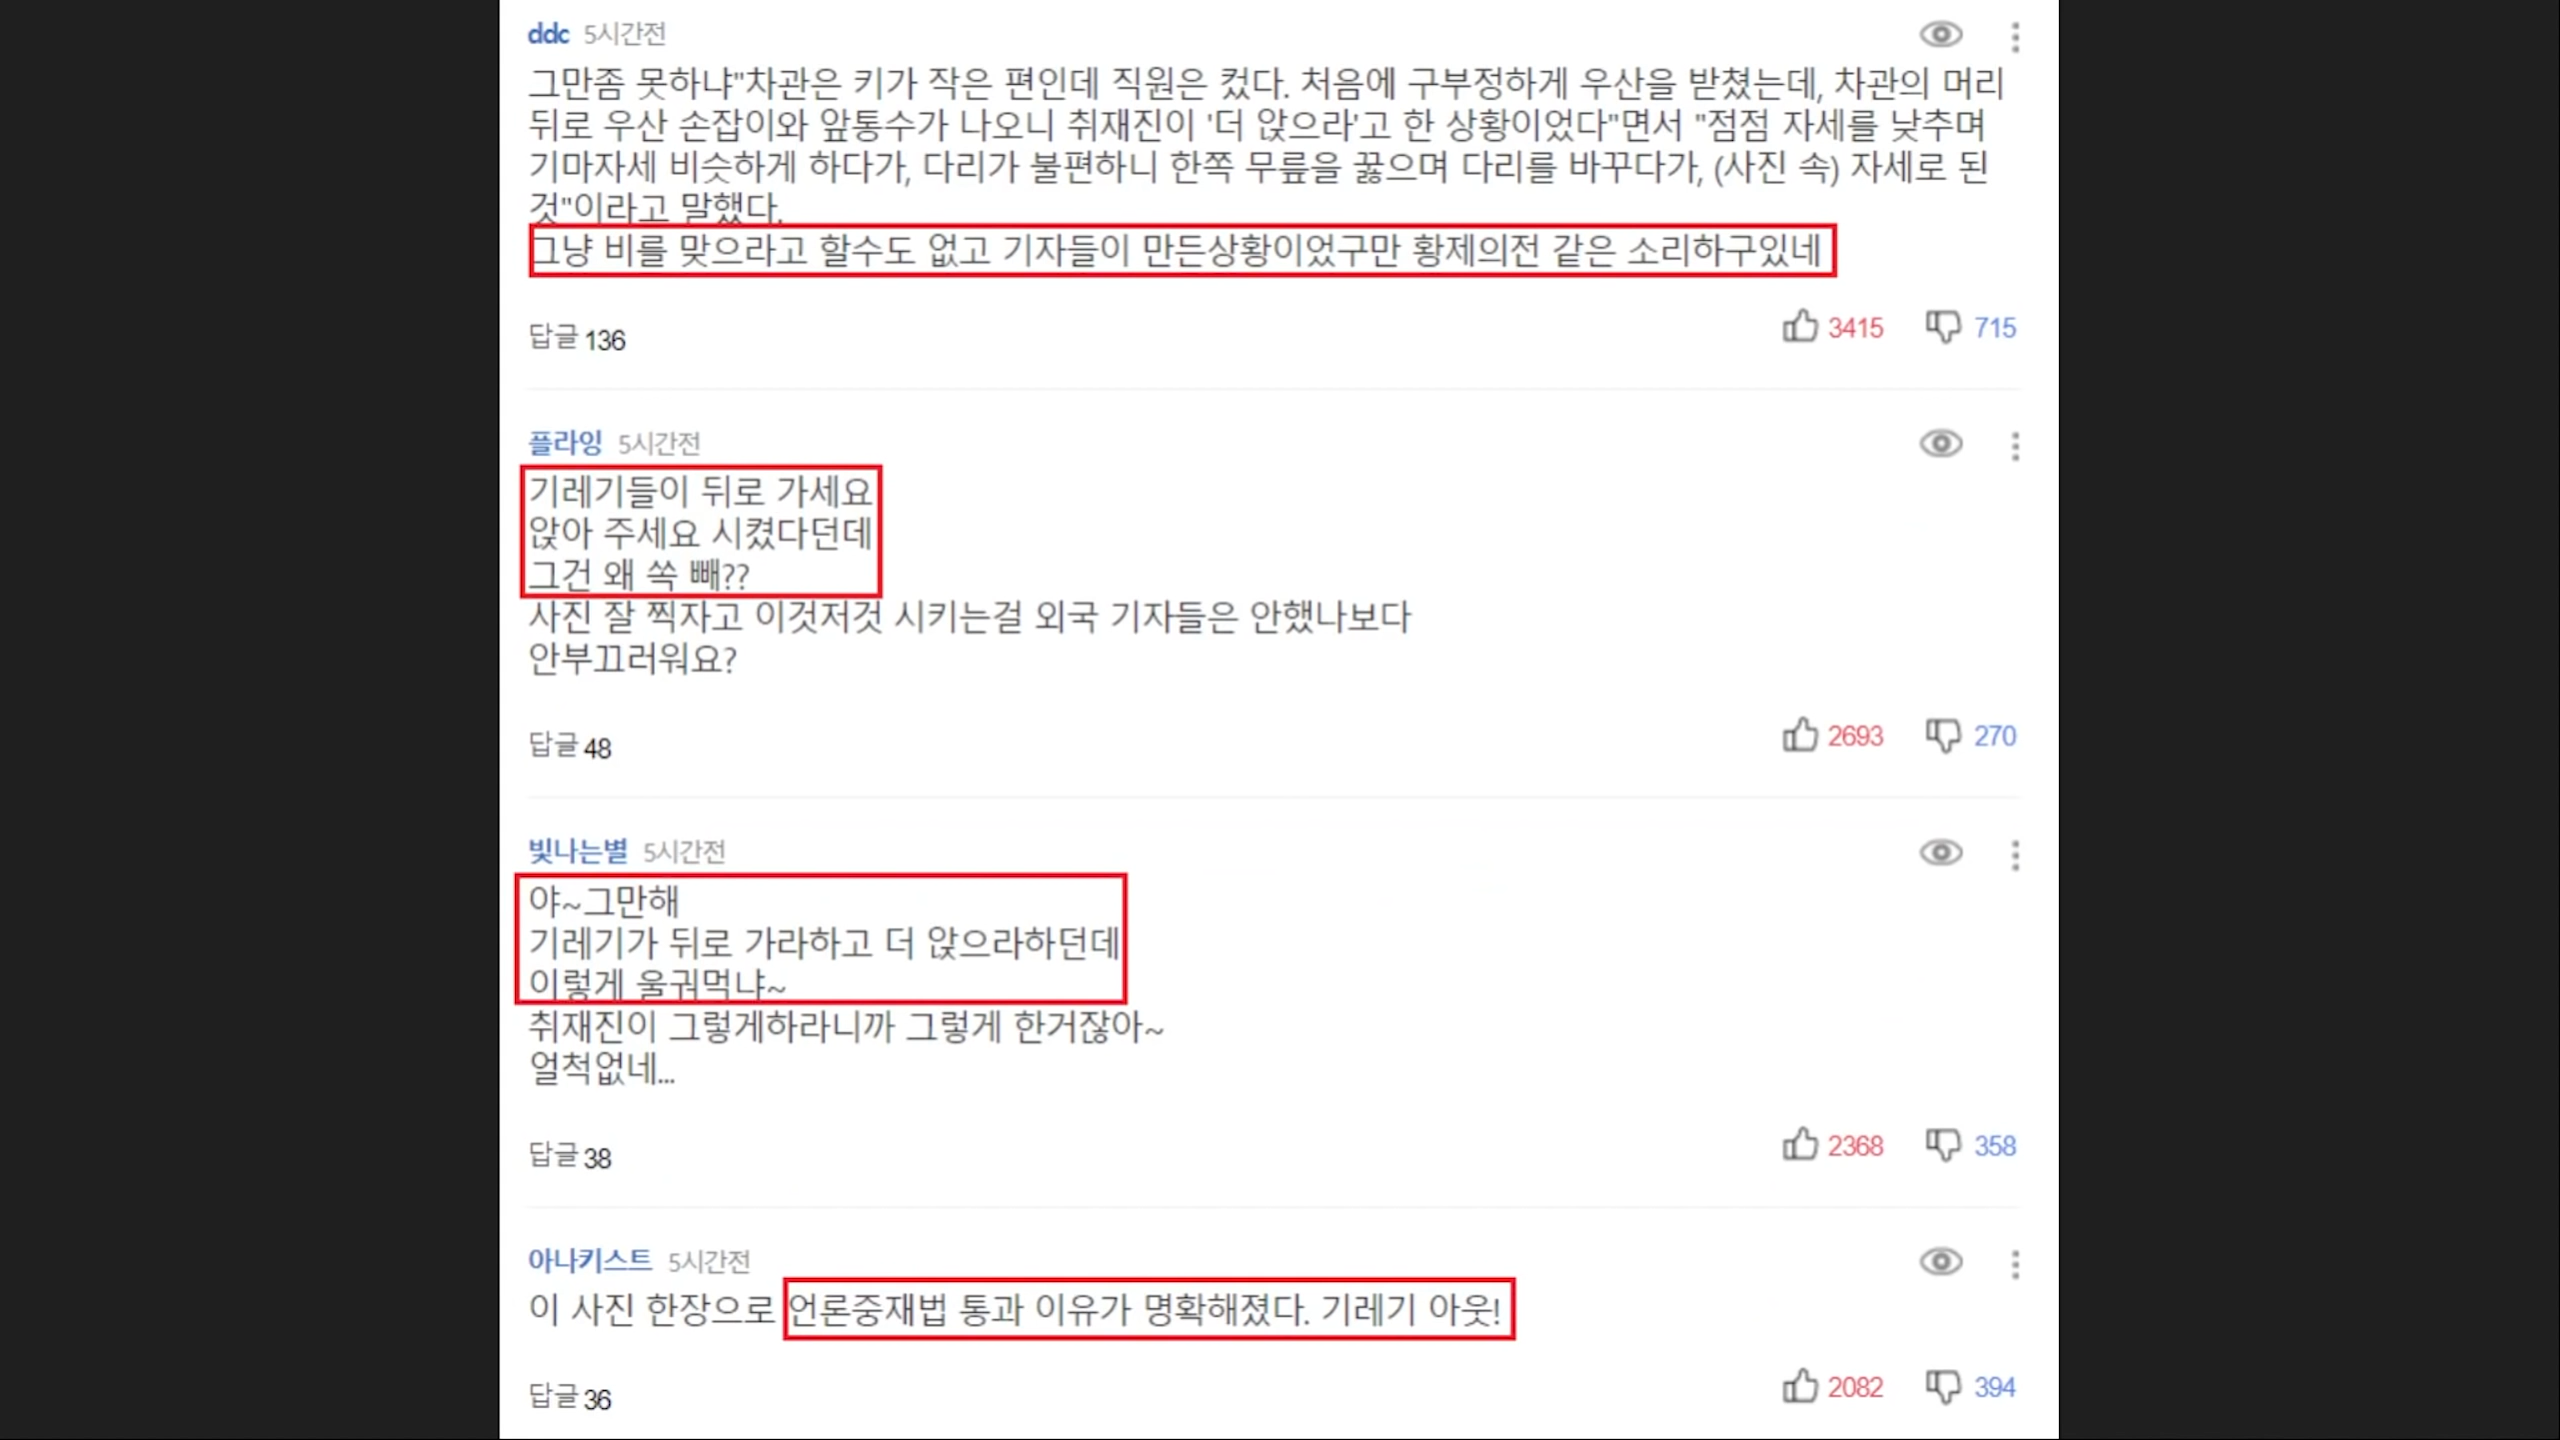 ddc 5시간전
그만좀 못하냐"차관은 키가 작은 편인데 직원은 컸다. 처음에 구부정하게 우산을 받쳤는데, 차관의 머리
뒤로 우산 손잡이와 앞통수가 나오니 취재진이 '더 앉으라'고 한 상황이었다"면서 "점점 자세를 낮추며
기마자세 비슷하게 하다가, 다리가 불편하니 한쪽 무릎을 꿇으며 다리를 바꾸다가, (사진 속) 자세로 된
것"이라고 말했다.
그냥 비를 맞으라고 할수도 없고 기자들이 만든상황이었구만 황제의전 같은 소리하구있네
답글 136
3415 715
플라잉 5시간전
기레기들이 뒤로 가세요
앉아 주세요 시켰다던데
그건 왜 쏙 빼??
사진 잘 찍자고 이것저것 시키는걸 외국 기자들은 안했나보다
안부끄러워요?
답글 48
2693 270
빛나는별 5시간전
야~그만해
기레기가 뒤로 가라하고 더 앉으라하던데
이렇게 울궈먹냐~
취재진이 그렇게하라니까 그렇게 한거잖아~
얼척없네...
답글 38
2368 358
아나키스트 5시간전
이 사진 한장으로 언론중재법 통과 이유가 명확해졌다. 기레기 아웃!
답글 36
2082 394